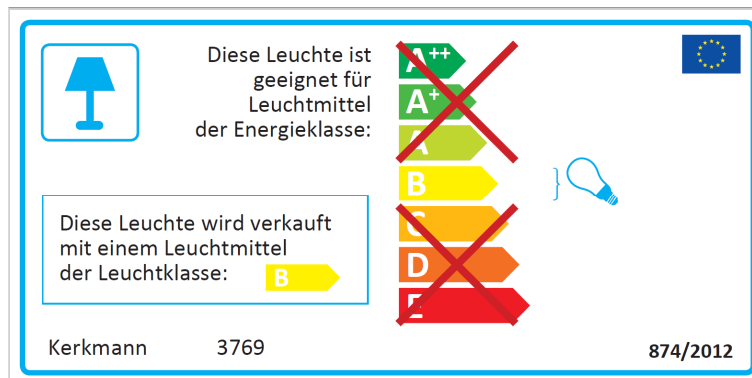 Diese Leuchte ist
geeignet für
Leuchtmittel
der Energieklasse:
A++
A+
A
B
C
D
E
Diese Leuchte wird verkauft
mit einem Leuchtmittel
der Leuchtklasse:
B
Kerkmann 3769
874/2012